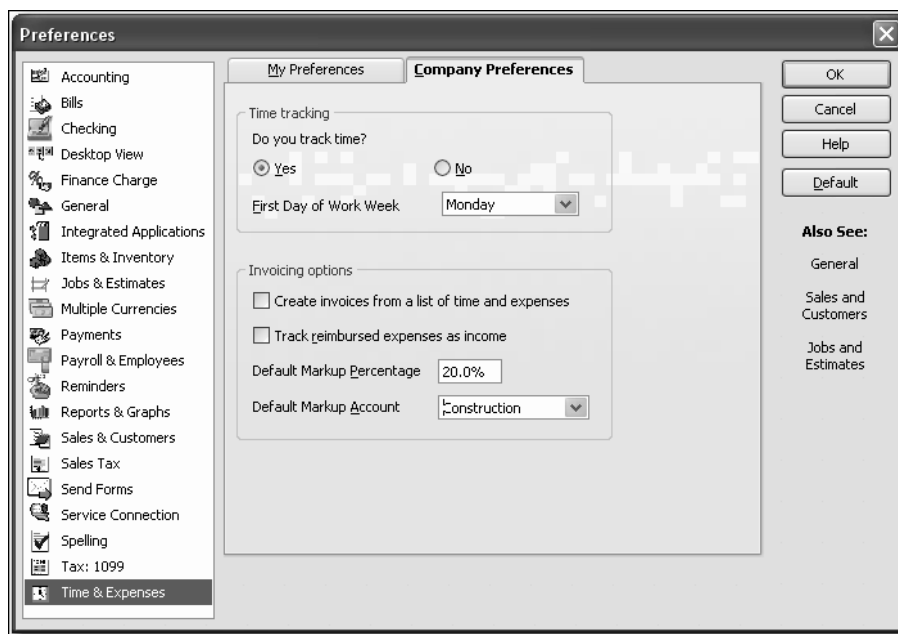 Preferences
Accounting
Bills
Checking
Desktop View
Finance Charge
General
Integrated Applications
Items & Inventory
Jobs & Estimates
Multiple Currencies
Payments
Payroll & Employees
Reminders
Reports & Graphs
Sales & Customers
Sales Tax
Send Forms
Service Connection
Spelling
Tax: 1099
Time & Expenses
My Preferences
Company Preferences
Time tracking
Do you track time?
Yes
No
First Day of Work Week
Monday
Invoicing options
Create invoices from a list of time and expenses
Track reimbursed expenses as income
Default Markup Percentage
20.0%
Default Markup Account
Construction
OK
Cancel
Help
Default
Also See:
General
Sales and
Customers
Jobs and
Estimates